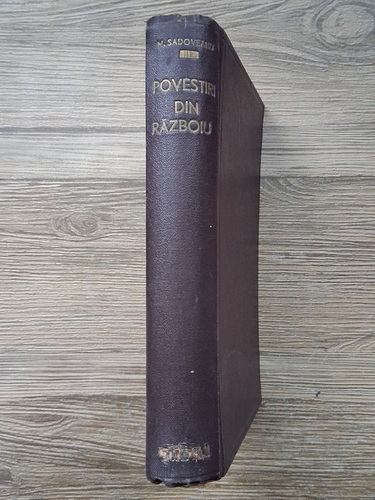 M. SADOVEANU
POVESTIRI
DIN
RĂZBOIU